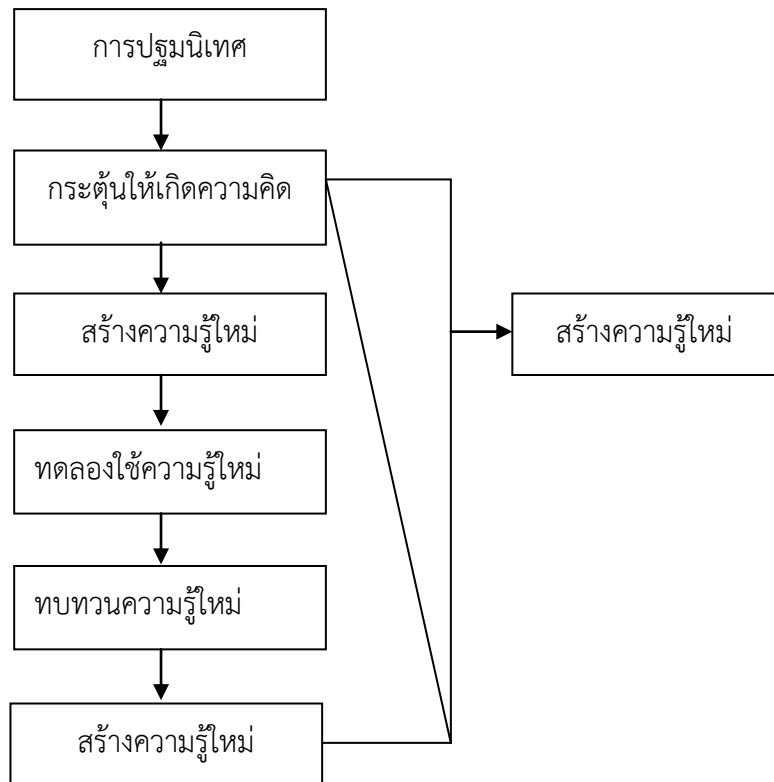 การปฐมนิเทศ
กระตุ้นให้เกิดความคิด
สร้างความรู้ใหม่
สร้างความรู้ใหม่
ทดลองใช้ความรู้ใหม่
ทบทวนความรู้ใหม่
สร้างความรู้ใหม่